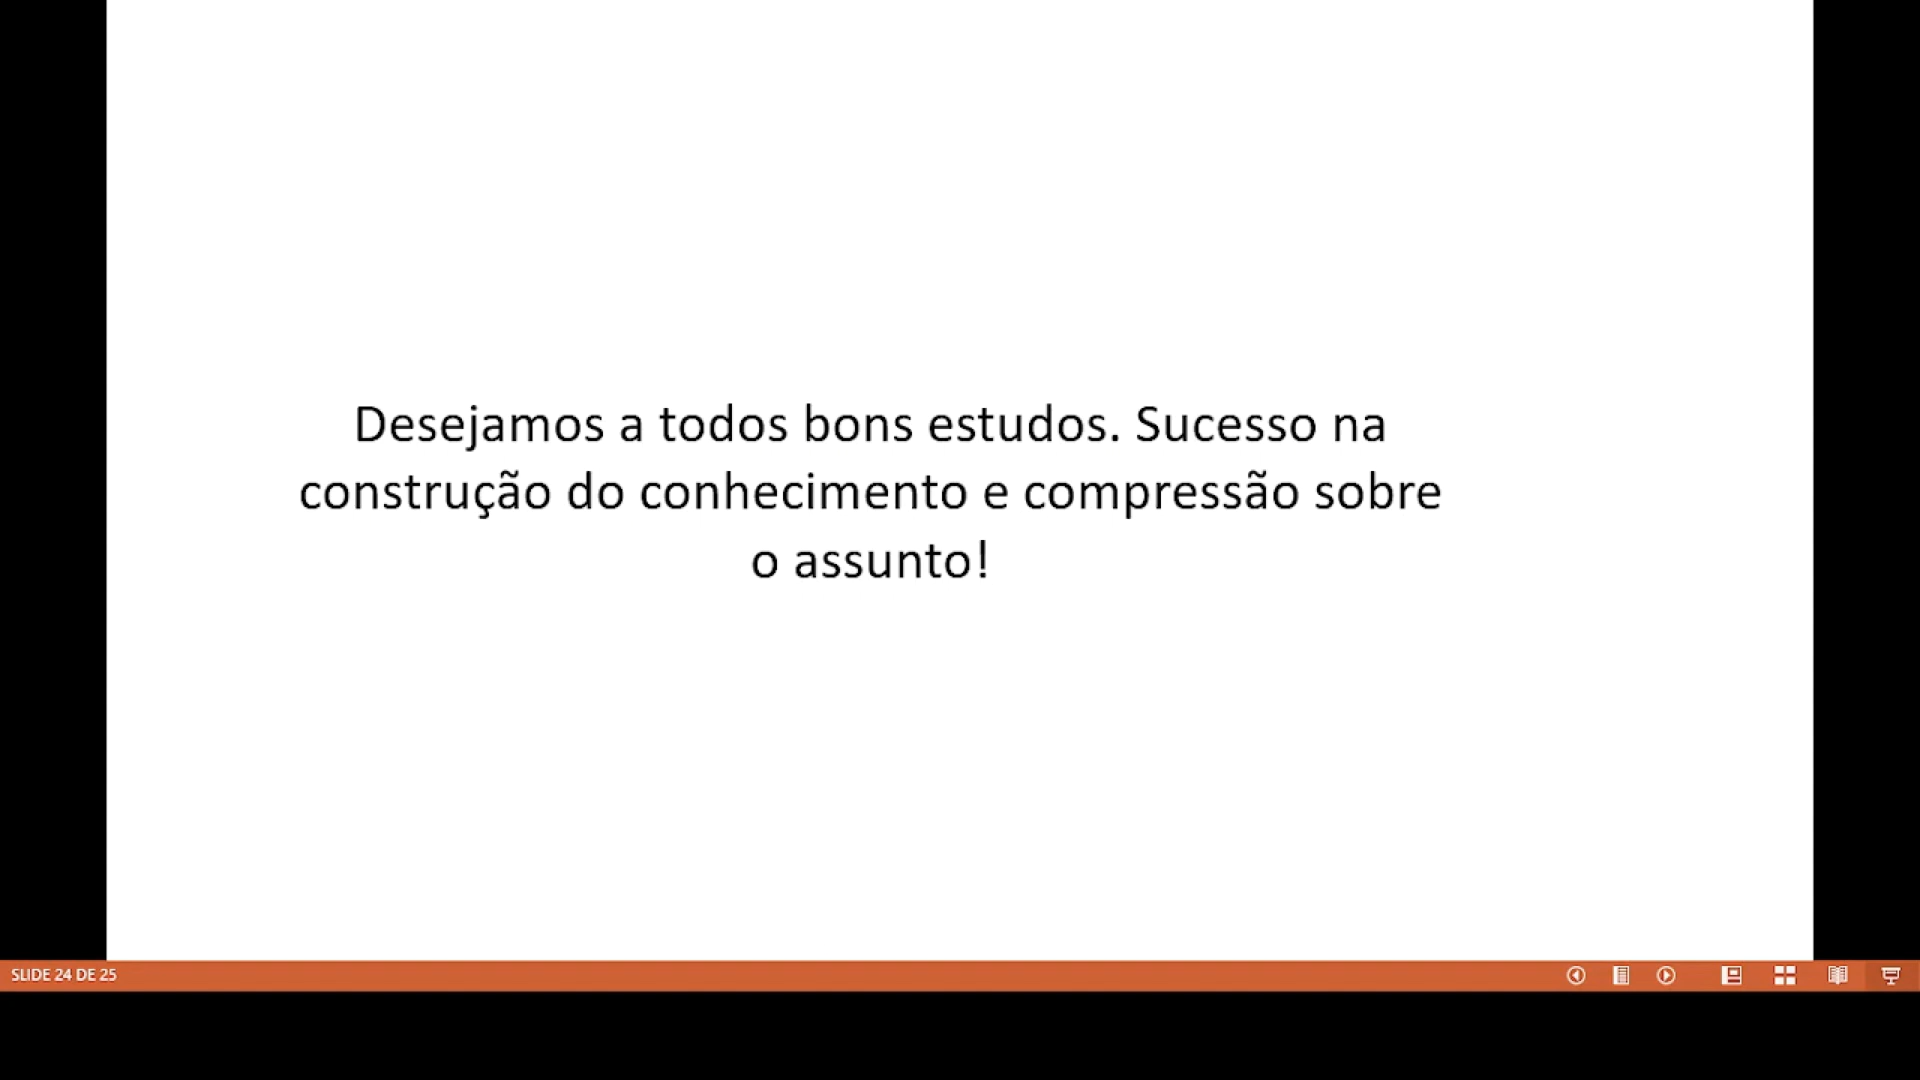 Desejamos a todos bons estudos. Sucesso na
construção do conhecimento e compressão sobre
o assunto!
SLIDE 24 DE 25